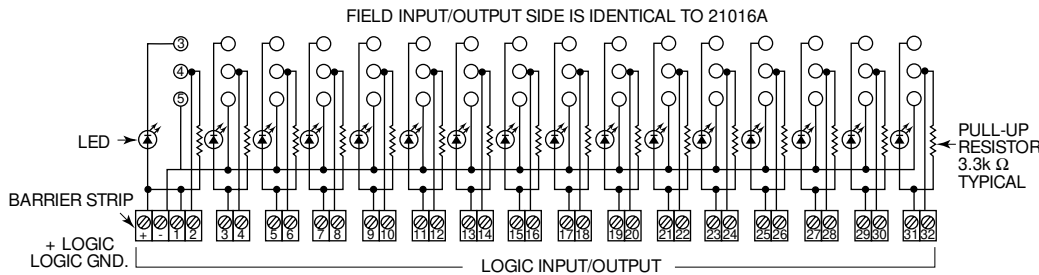 FIELD INPUT/OUTPUT SIDE IS IDENTICAL TO 21016A
3
4
5
LED
PULL-UP
RESISTOR
3.3k Ω
TYPICAL
BARRIER STRIP
+ - 1 2 3 4 5 6 7 8 9 10 11 12 13 14 15 16 17 18 19 20 21 22 23 24 25 26 27 28 29 30 31 32
+ LOGIC
LOGIC GND.
LOGIC INPUT/OUTPUT